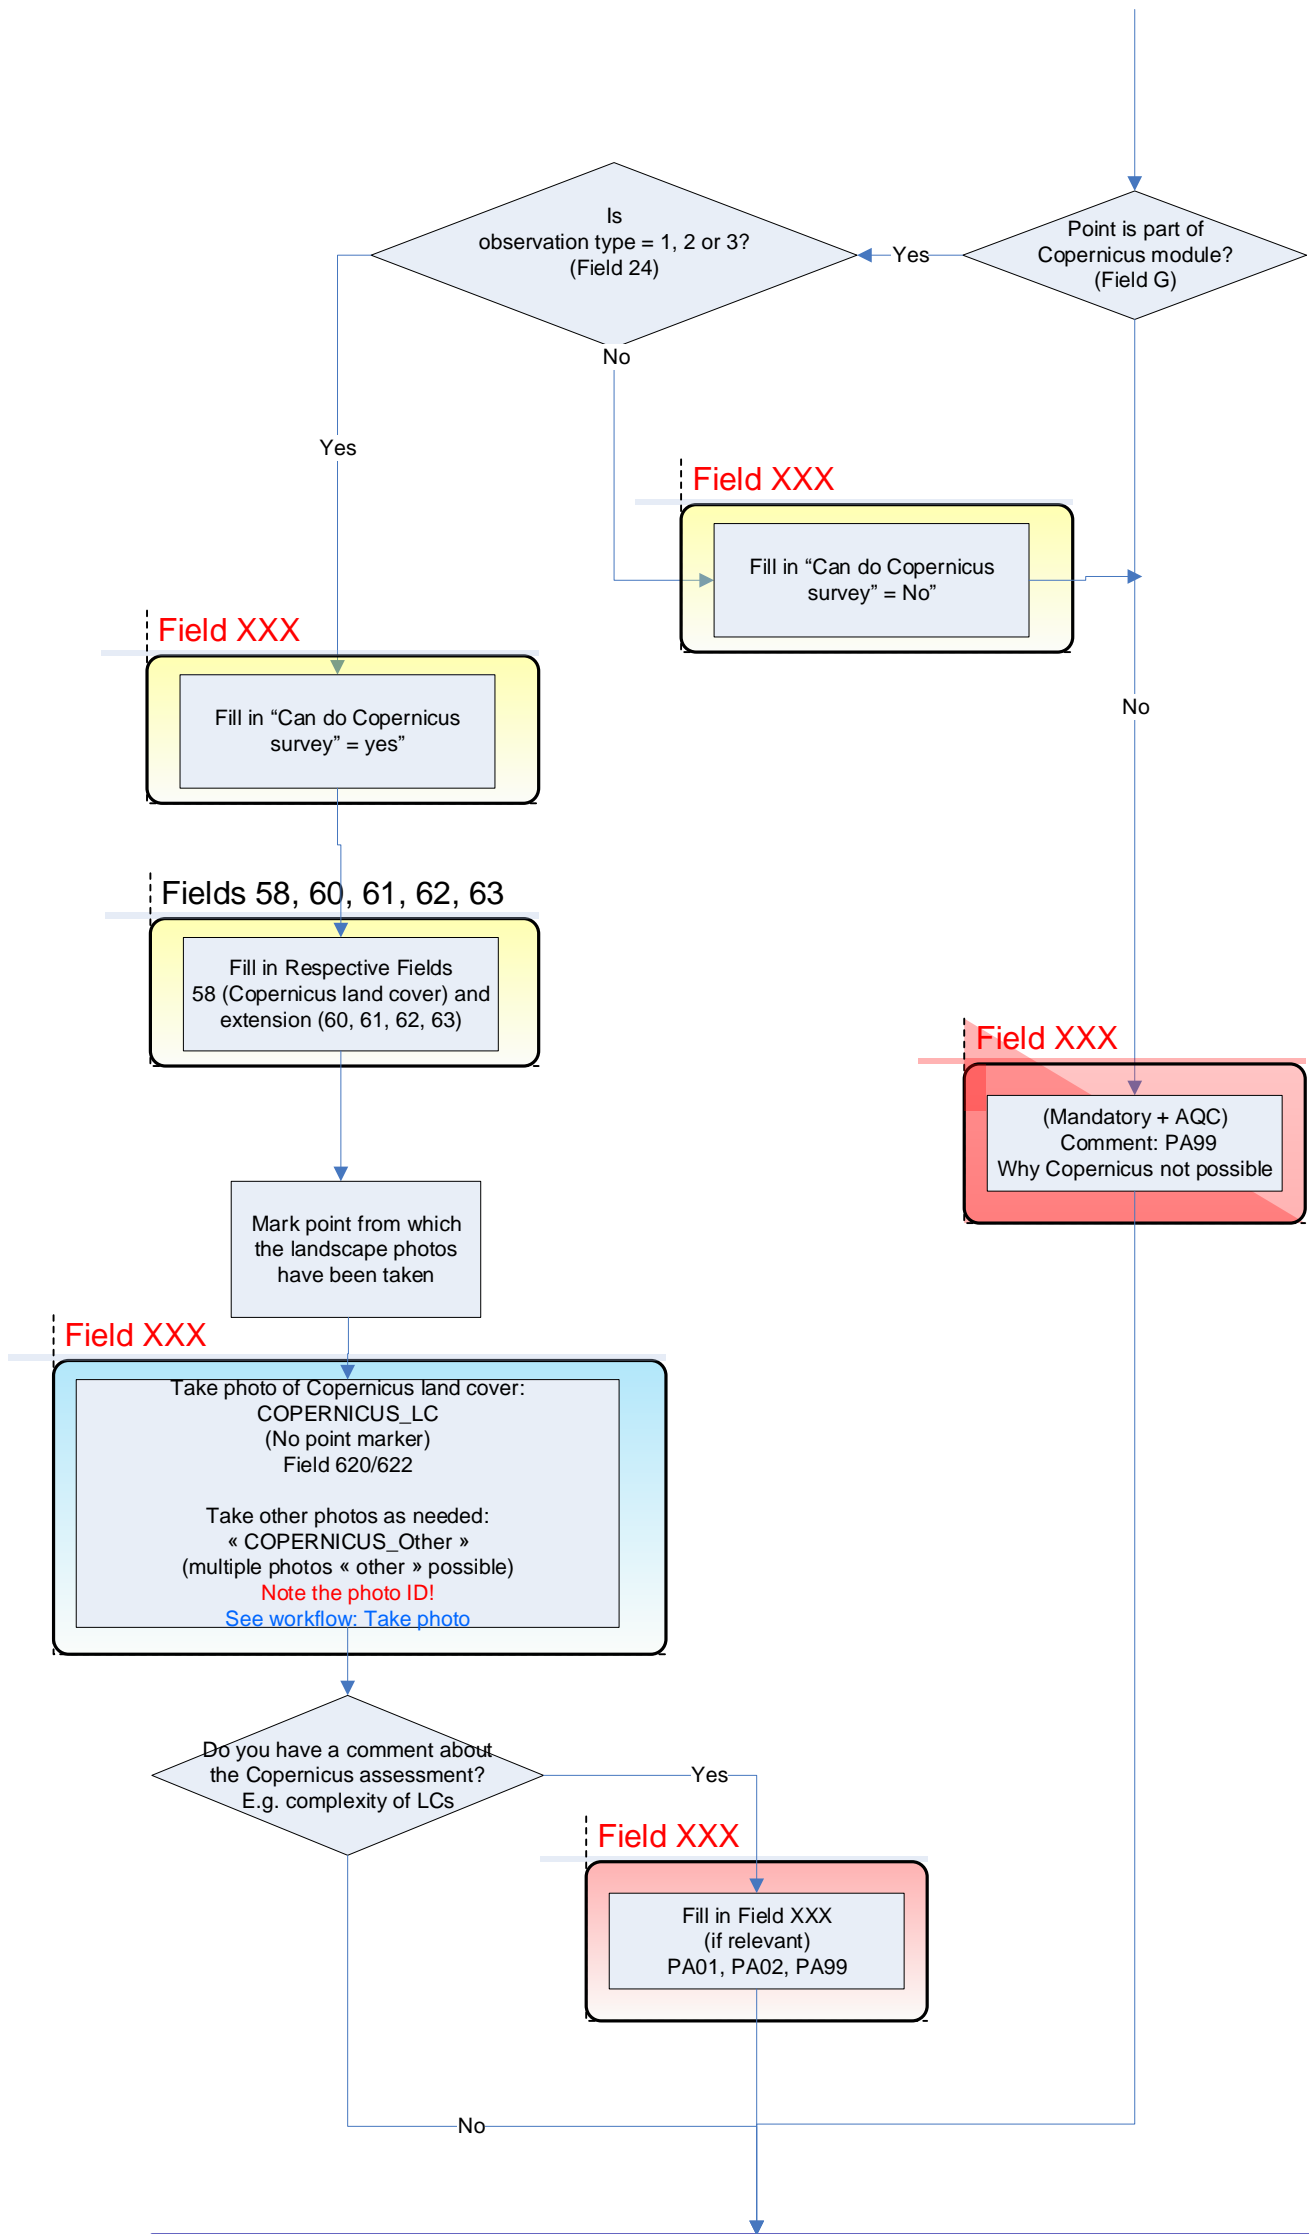 Is
observation type = 1, 2 or 3?
(Field 24)
Yes
Point is part of
Copernicus module?
(Field G)
No
Yes
Field XXX
Fill in “Can do Copernicus
survey” = No”
Field XXX
Fill in “Can do Copernicus
survey” = yes”
No
Fields 58, 60, 61, 62, 63
Fill in Respective Fields
58 (Copernicus land cover) and
extension (60, 61, 62, 63)
Field XXX
(Mandatory + AQC)
Comment: PA99
Why Copernicus not possible
Mark point from which
the landscape photos
have been taken
Field XXX
Take photo of Copernicus land cover:
COPERNICUS_LC
(No point marker)
Field 620/622
Take other photos as needed:
« COPERNICUS_Other »
(multiple photos « other » possible)
Note the photo ID!
See workflow: Take photo
Do you have a comment about
the Copernicus assessment?
E.g. complexity of LCs
Yes
Field XXX
Fill in Field XXX
(if relevant)
PA01, PA02, PA99
No